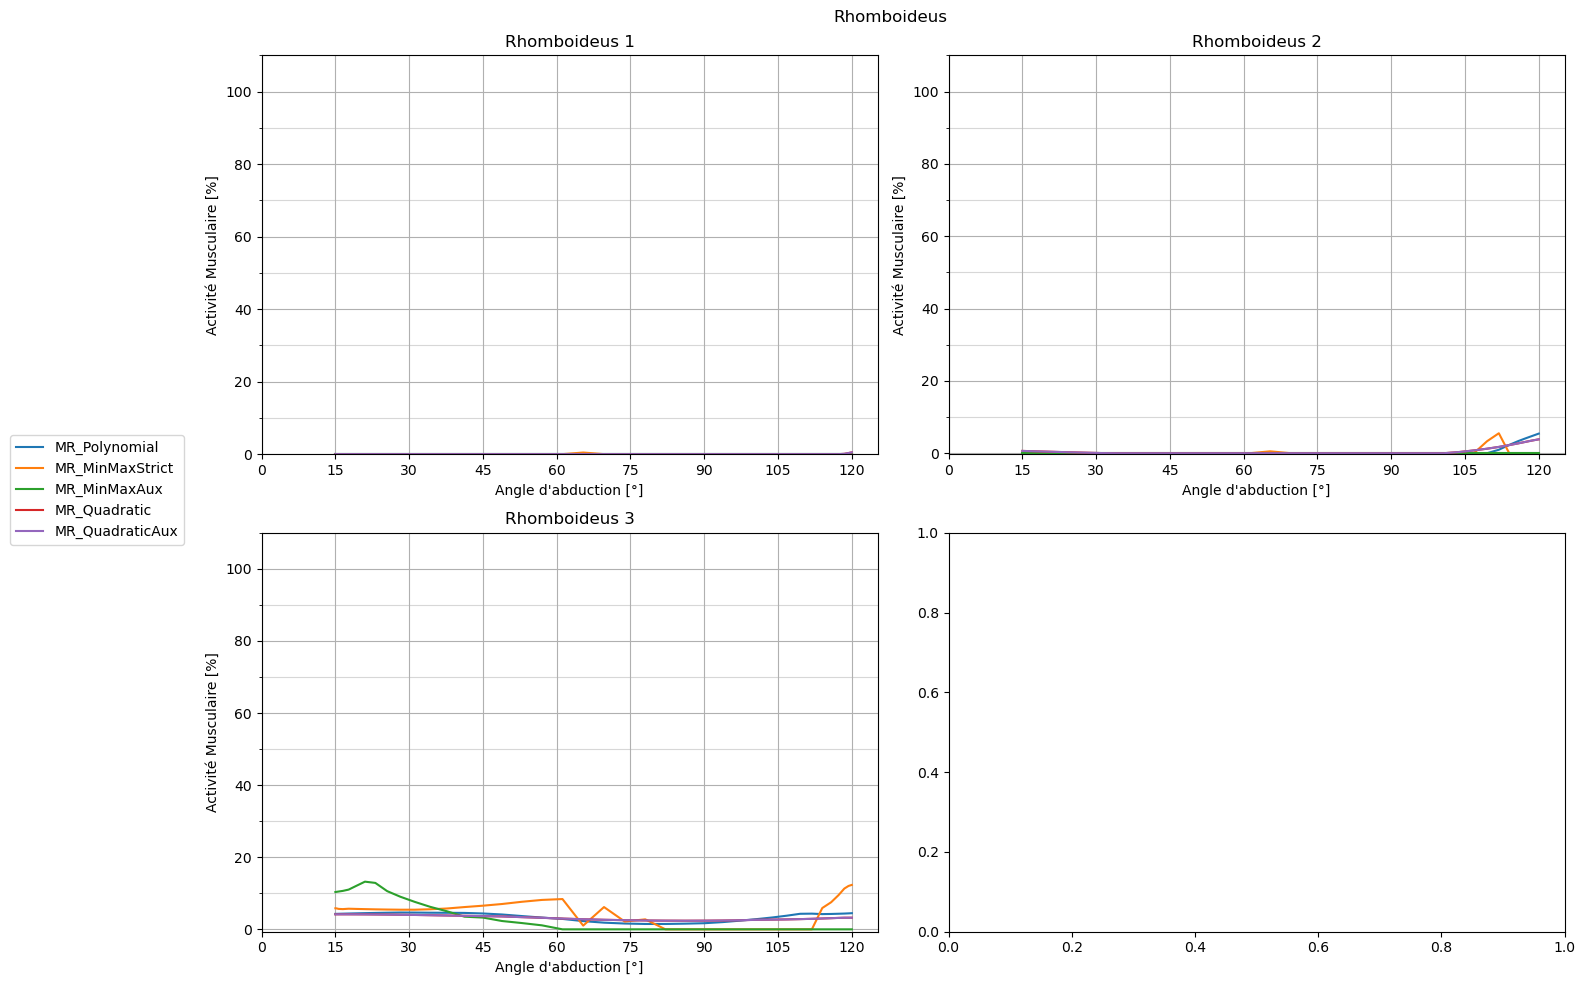 Rhomboideus
Rhomboideus 1
100
80
60
40
20
0
Activité Musculaire [%]
0 15 30 45 60 75 90 105 120
Angle d'abduction [°]
Rhomboideus 2
100
80
60
40
20
0
Activité Musculaire [%]
0 15 30 45 60 75 90 105 120
Angle d'abduction [°]
MR_Polynomial
MR_MinMaxStrict
MR_MinMaxAux
MR_Quadratic
MR_QuadraticAux
Rhomboideus 3
100
80
60
40
20
0
Activité Musculaire [%]
0 15 30 45 60 75 90 105 120
Angle d'abduction [°]
1.0
0.8
0.6
0.4
0.2
0.0
0.0 0.2 0.4 0.6 0.8 1.0